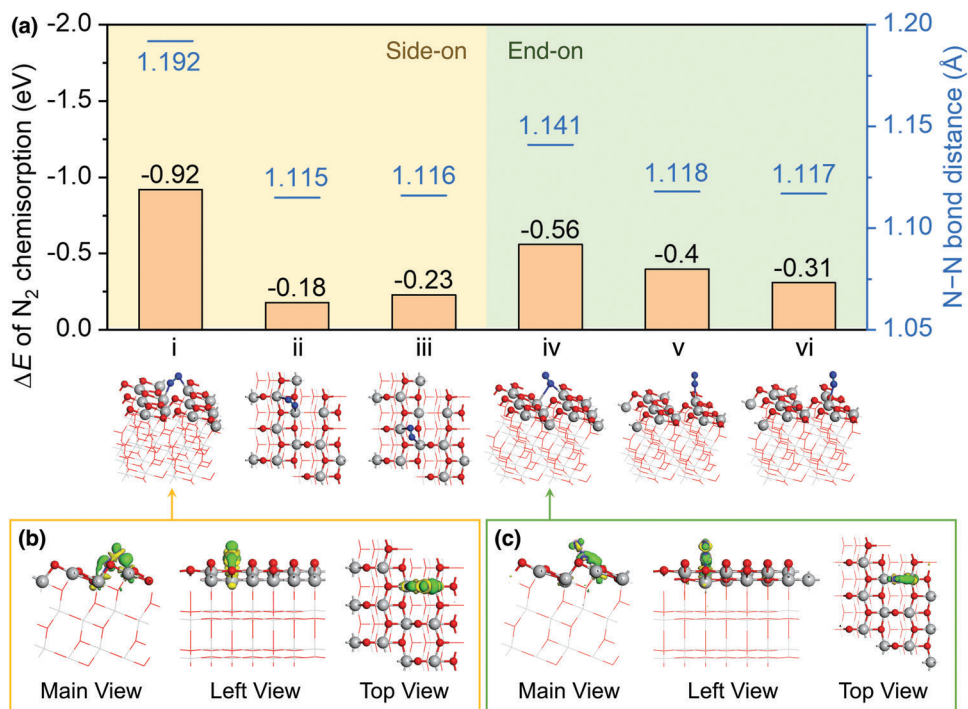 (a)
ΔE of N₂ chemisorption (eV)
-2.0
-1.5
-1.0
-0.5
0.0
Side-on
End-on
1.192
1.115
1.116
1.141
1.118
1.117
-0.92
-0.18
-0.23
-0.56
-0.4
-0.31
1.20
1.15
1.10
1.05
N−N bond distance (Å)
i
ii
iii
iv
v
vi
(b)
Main View
Left View
Top View
(c)
Main View
Left View
Top View